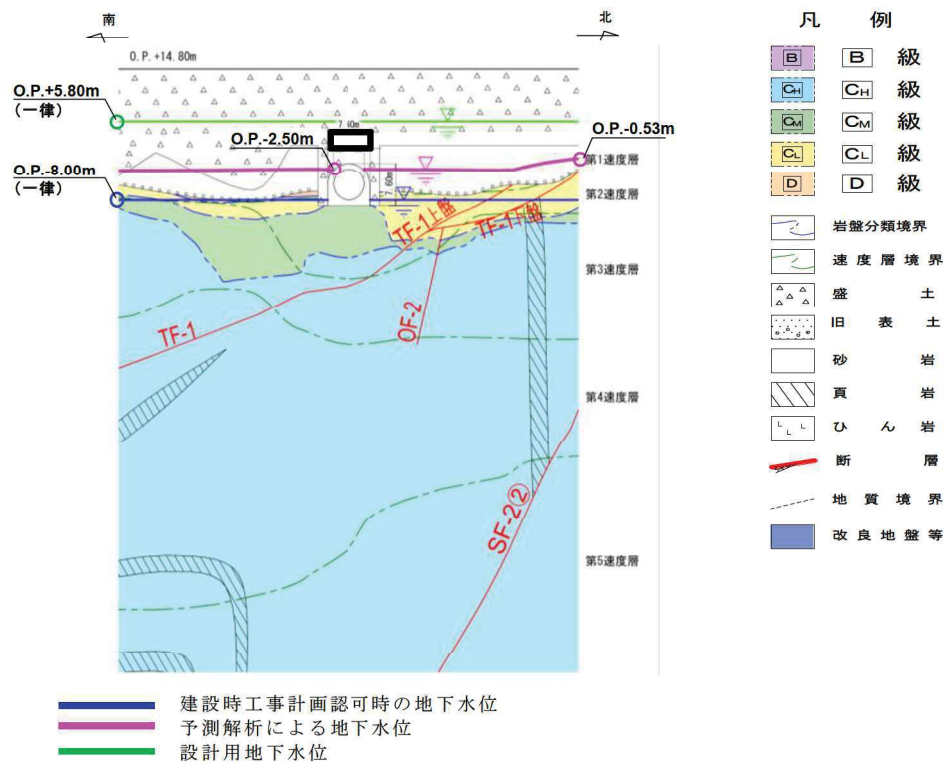 南
北
O.P.+14.80m
O.P.+5.80m
(一律)
O.P.-2.50m
O.P.-0.53m
O.P.-8.00m
(一律)
7.60m
第1速度層
第2速度層
第3速度層
第4速度層
第5速度層
TF-1上盤
TF-1下盤
TF-1
OF-2
SF-2②
凡例
B B 級
CH CH 級
CM CM 級
CL CL 級
D D 級
岩盤分類境界
速度層境界
盛土
旧表土
砂岩
頁岩
ひん岩
断層
地質境界
改良地盤等
建設時工事計画認可時の地下水位
予測解析による地下水位
設計用地下水位